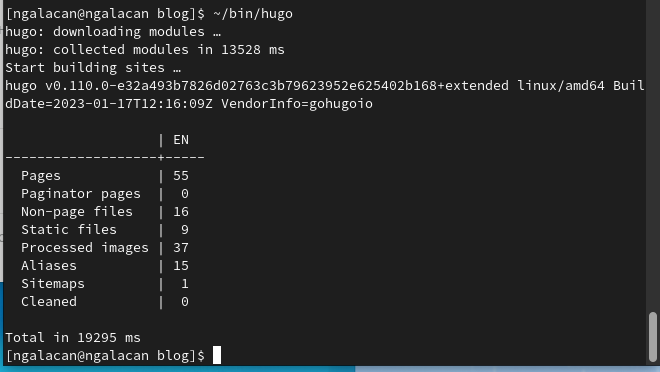 [ngalacan@ngalacan blog]$ ~/bin/hugo
hugo: downloading modules …
hugo: collected modules in 13528 ms
Start building sites …
hugo v0.110.0-e32a493b7826d02763c3b79623952e625402b168+extended linux/amd64 Buil
dDate=2023-01-17T12:16:09Z VendorInfo=gohugoio
                   | EN
-------------------+-----
  Pages            | 55
  Paginator pages  |  0
  Non-page files   | 16
  Static files     |  9
  Processed images | 37
  Aliases          | 15
  Sitemaps         |  1
  Cleaned          |  0
Total in 19295 ms
[ngalacan@ngalacan blog]$